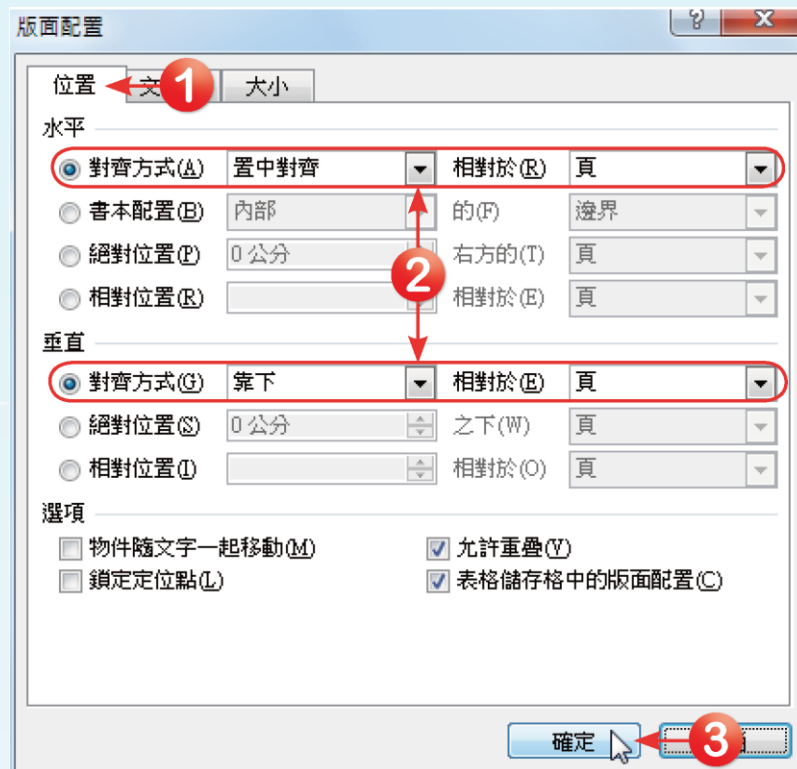 版面配置
位置 1 文 大小
水平
對齊方式(A) 置中對齊 相對於(R) 頁
書本配置(B) 內部 的(F) 邊界
絕對位置(P) 0 公分 右方的(T) 頁
相對位置(R) 相對於(E) 頁
2
垂直
對齊方式(G) 靠下 相對於(E) 頁
絕對位置(S) 0 公分 之下(W) 頁
相對位置(I) 相對於(O) 頁
選項
物件隨文字一起移動(M) 允許重疊(V)
鎖定定位點(L) 表格儲存格中的版面配置(C)
確定 3